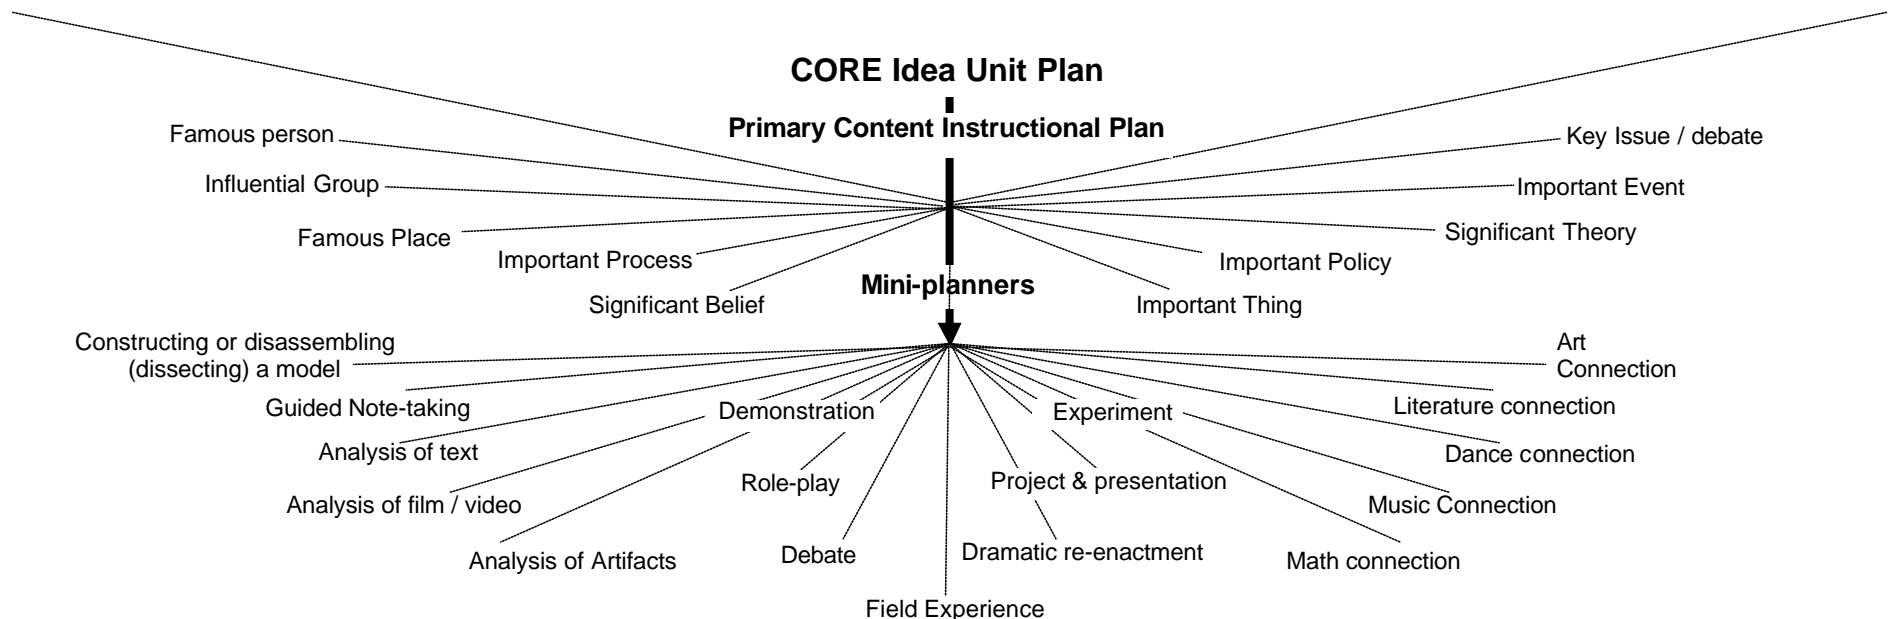 CORE Idea Unit Plan
Primary Content Instructional Plan
Famous person
Key Issue / debate
Influential Group
Important Event
Famous Place
Significant Theory
Important Process
Important Policy
Mini-planners
Significant Belief
Important Thing
Constructing or disassembling
(dissecting) a model
Art
Connection
Guided Note-taking
Demonstration
Experiment
Literature connection
Analysis of text
Dance connection
Role-play
Project & presentation
Analysis of film / video
Music Connection
Analysis of Artifacts
Debate
Dramatic re-enactment
Math connection
Field Experience